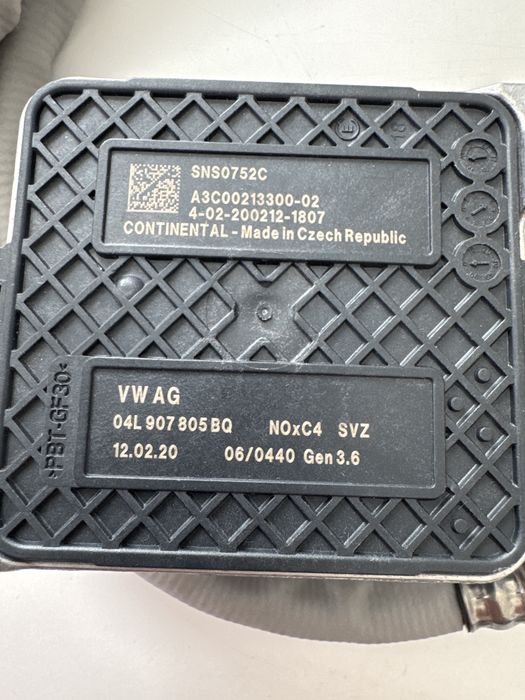 SNS0752C
A3C00213300-02
4-02-200212-1807
CONTINENTAL - Made in Czech Republic
>PBT-GF30<
VW AG
04L 907 805 BQ NOxC4 SVZ
12.02.20 06/0440 Gen 3.6